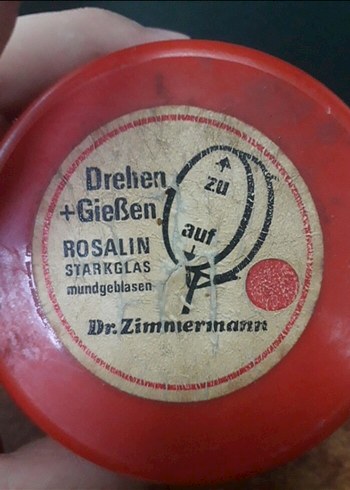 Drehen
+Gießen
zu
auf
ROSALIN
STARKGLAS
mundgeblasen
Dr. Zimmermann